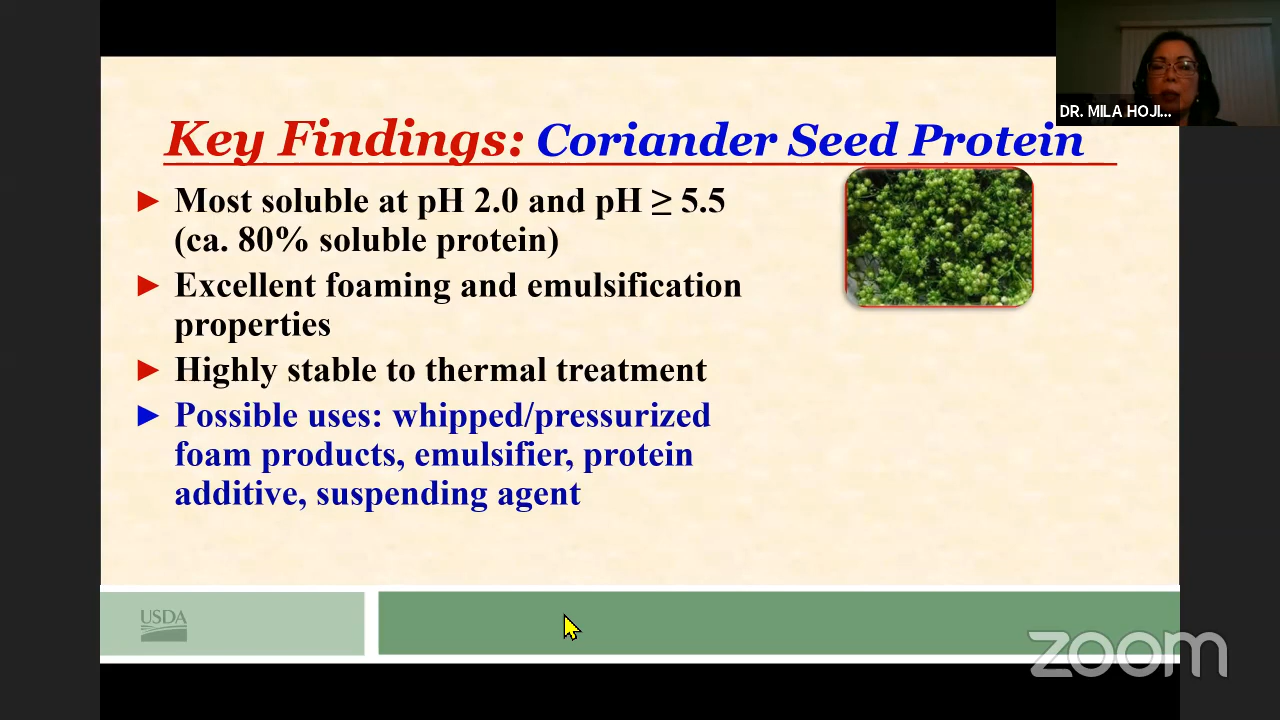 DR. MILA HOJI...
Key Findings: Coriander Seed Protein
► Most soluble at pH 2.0 and pH ≥ 5.5
(ca. 80% soluble protein)
► Excellent foaming and emulsification
properties
► Highly stable to thermal treatment
► Possible uses: whipped/pressurized
foam products, emulsifier, protein
additive, suspending agent
USDA
zoom